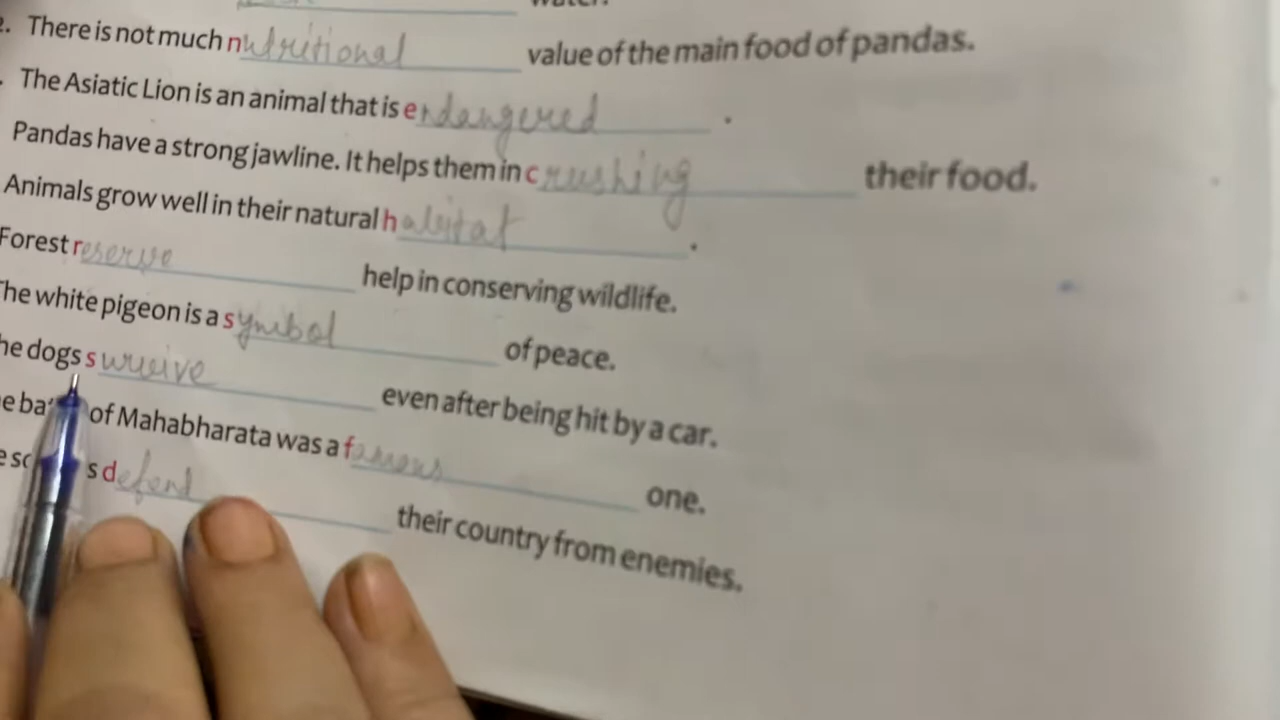 water.
2. There is not much nutritional value of the main food of pandas.
. The Asiatic Lion is an animal that is endangered .
Pandas have a strong jawline. It helps them in crushing their food.
Animals grow well in their natural habitat .
Forest reserve help in conserving wildlife.
The white pigeon is a symbol of peace.
he dogs survive even after being hit by a car.
of Mahabharata was a famous one.
s defend their country from enemies.